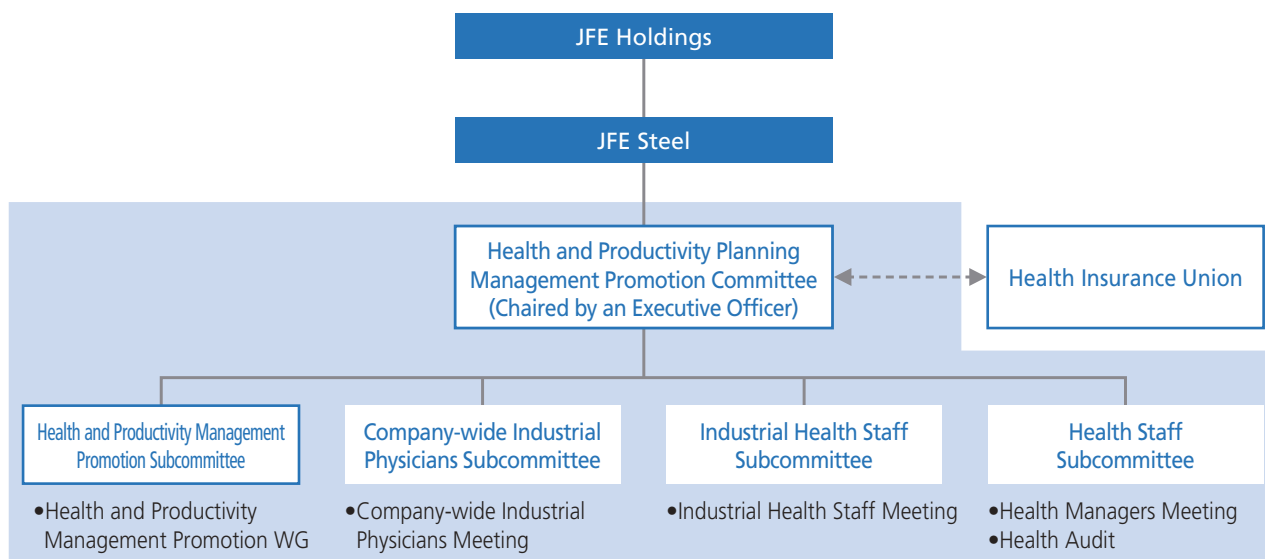 JFE Holdings
JFE Steel
Health and Productivity Planning
Management Promotion Committee
(Chaired by an Executive Officer)
Health Insurance Union
Health and Productivity Management
Promotion Subcommittee
Company-wide Industrial
Physicians Subcommittee
Industrial Health Staff
Subcommittee
Health Staff
Subcommittee
•Health and Productivity
Management Promotion WG
•Company-wide Industrial
Physicians Meeting
•Industrial Health Staff Meeting
•Health Managers Meeting
•Health Audit